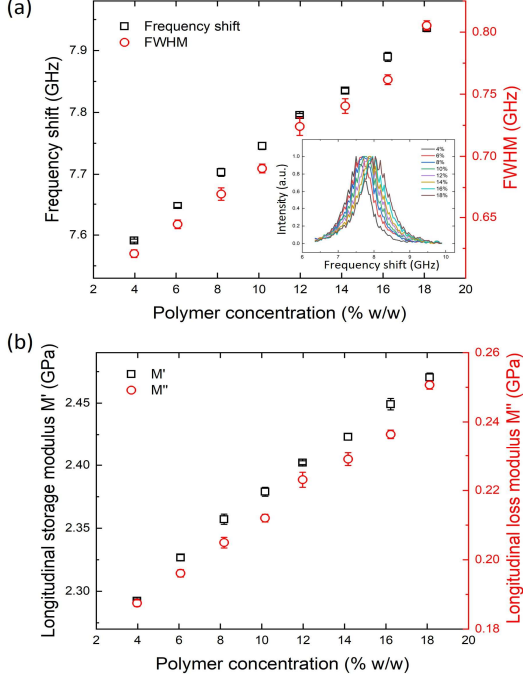 (a)
Frequency shift (GHz)
7.9
7.8
7.7
7.6
Frequency shift
FWHM
0.80
0.75
0.70
0.65
FWHM (GHz)
Intensity (a.u.)
1.0
0.8
0.6
0.4
0.2
0.0
4%
6%
8%
10%
12%
14%
16%
18%
6 7 8 9 10
Frequency shift (GHz)
2 4 6 8 10 12 14 16 18 20
Polymer concentration (% w/w)
(b)
Longitudinal storage modulus M' (GPa)
2.45
2.40
2.35
2.30
M'
M"
0.26
0.24
0.22
0.20
0.18
Longitudinal loss modulus M" (GPa)
2 4 6 8 10 12 14 16 18 20
Polymer concentration (% w/w)